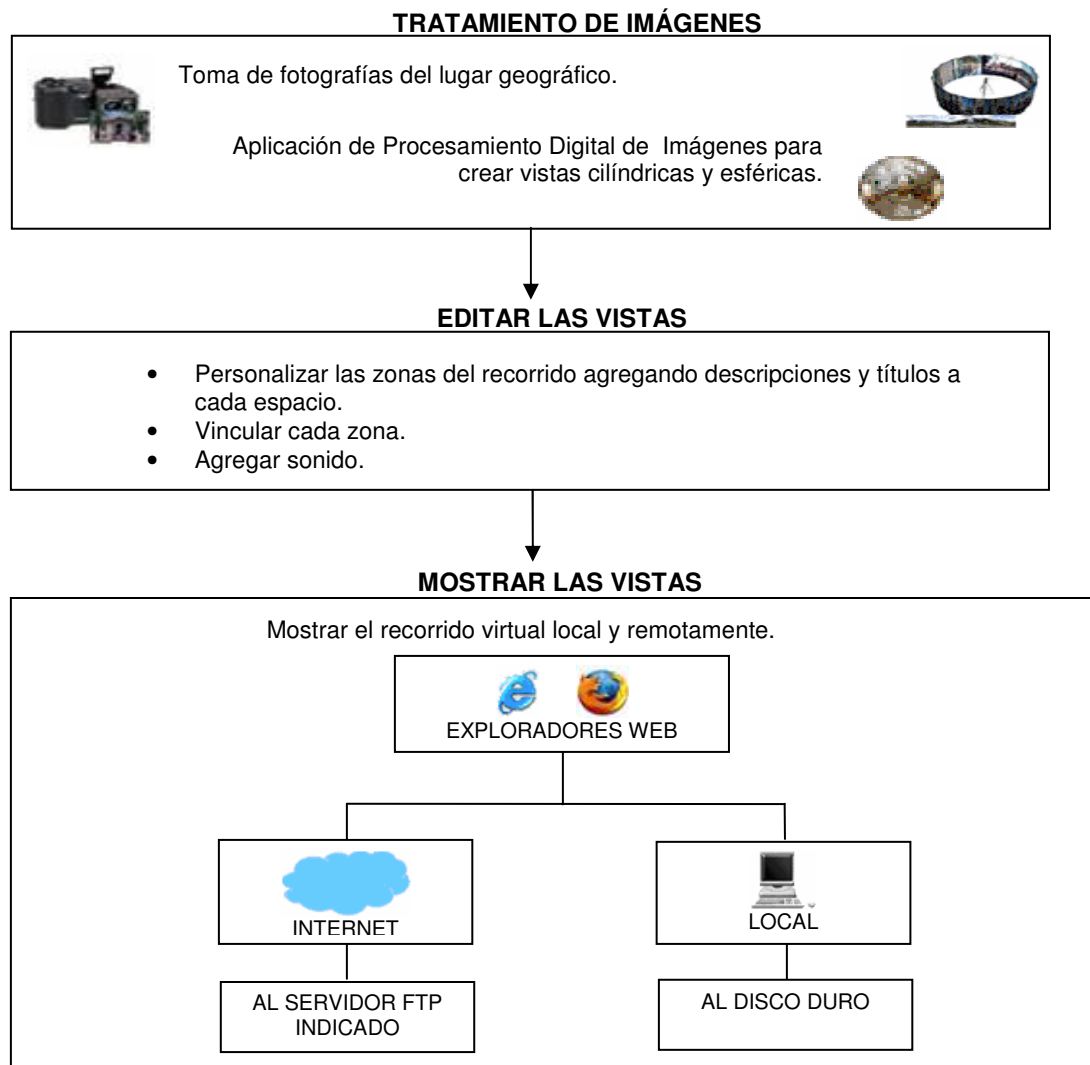 TRATAMIENTO DE IMÁGENES
Toma de fotografías del lugar geográfico.
Aplicación de Procesamiento Digital de Imágenes para
crear vistas cilíndricas y esféricas.
EDITAR LAS VISTAS
• Personalizar las zonas del recorrido agregando descripciones y títulos a
cada espacio.
• Vincular cada zona.
• Agregar sonido.
MOSTRAR LAS VISTAS
Mostrar el recorrido virtual local y remotamente.
EXPLORADORES WEB
INTERNET
LOCAL
AL SERVIDOR FTP
INDICADO
AL DISCO DURO